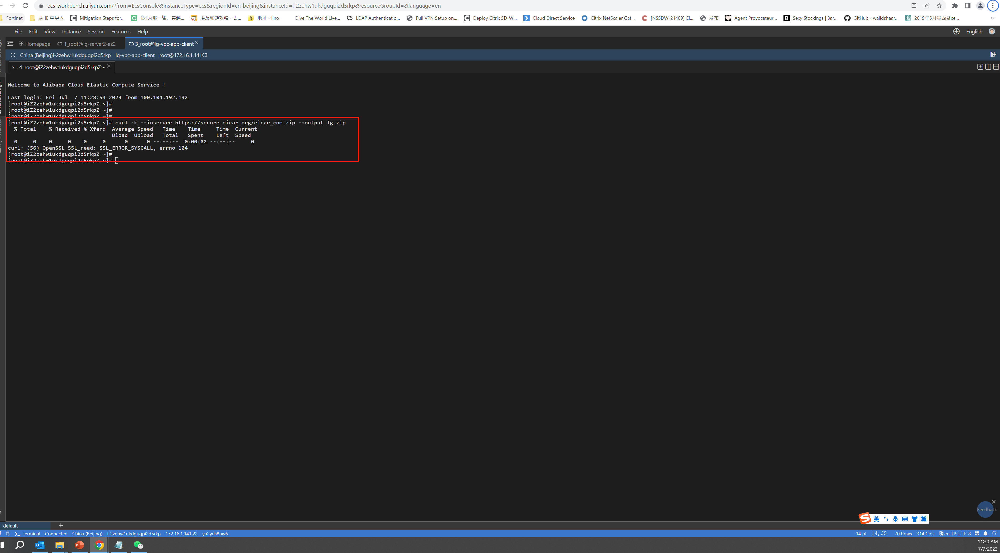 ecs-workbench.aliyun.com/?from=EcsConsole&instanceType=ecs&regionId=cn-beijing&instanceId=i-2zehw1ukdguqpi2d5rkp&resourceGroupId=&language=en
Fortinet 从 IE 中导入 Mitigation Steps for... 《只为那一瞥，穿越... 埃及旅游攻略 - 去... 地址 - lino Dive The World Live... CS LDAP Authenticatio... Full VPN Setup on... Deploy Citrix SD-W... Cloud Direct Service Citrix NetScaler Gat... [NSSDW-21409] Cl... 发布 Agent Provocateur... B Sexy Stockings | Bar... GitHub - walidshaar... 2019年5月墨西哥ce... »
File Edit View Instance Session Features Help English
Homepage 1_root@lg-server2-az2 3_root@lg-vpc-app-client
China (Beijing)i-2zehw1ukdguqpi2d5rkp lg-vpc-app-client root@172.16.1.141
>_ 4. root@iZ2zehw1ukdguqpi2d5rkpZ:~
Welcome to Alibaba Cloud Elastic Compute Service !
Last login: Fri Jul  7 11:28:54 2023 from 100.104.192.132
[root@iZ2zehw1ukdguqpi2d5rkpZ ~]#
[root@iZ2zehw1ukdguqpi2d5rkpZ ~]#
[root@iZ2zehw1ukdguqpi2d5rkpZ ~]#
[root@iZ2zehw1ukdguqpi2d5rkpZ ~]# curl -k --insecure https://secure.eicar.org/eicar_com.zip --output lg.zip
% Total    % Received % Xferd  Average Speed   Time    Time     Time  Current
Dload  Upload   Total   Spent    Left  Speed
0     0    0     0    0     0      0      0 --:--:--  0:00:02 --:--:--     0
curl: (56) OpenSSL SSL_read: SSL_ERROR_SYSCALL, errno 104
[root@iZ2zehw1ukdguqpi2d5rkpZ ~]#
[root@iZ2zehw1ukdguqpi2d5rkpZ ~]#
Feedback
英
default +
>_ Terminal Connected China (Beijing) i-2zehw1ukdguqpi2d5rkp 172.16.1.141:22 ya2yds8nw6 14 pt 14,35 70 Rows 314 Cols en_US.UTF-8
11:30 AM
7/7/2023